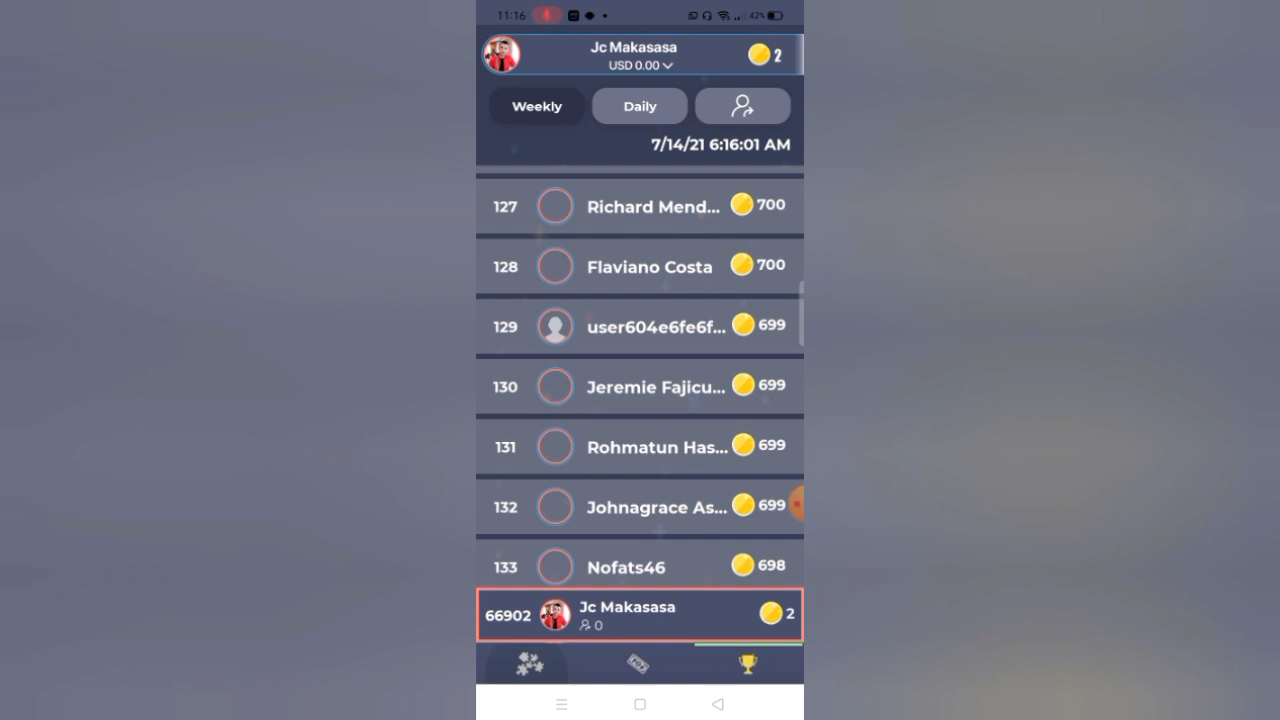 11:16 42%
Jc Makasasa
USD 0.00
2
Weekly Daily
7/14/21 6:16:01 AM
127 Richard Mend... 700
128 Flaviano Costa 700
129 user604e6fe6f... 699
130 Jeremie Fajicu... 699
131 Rohmatun Has... 699
132 Johnagrace As... 699
133 Nofats46 698
66902 Jc Makasasa 2
0